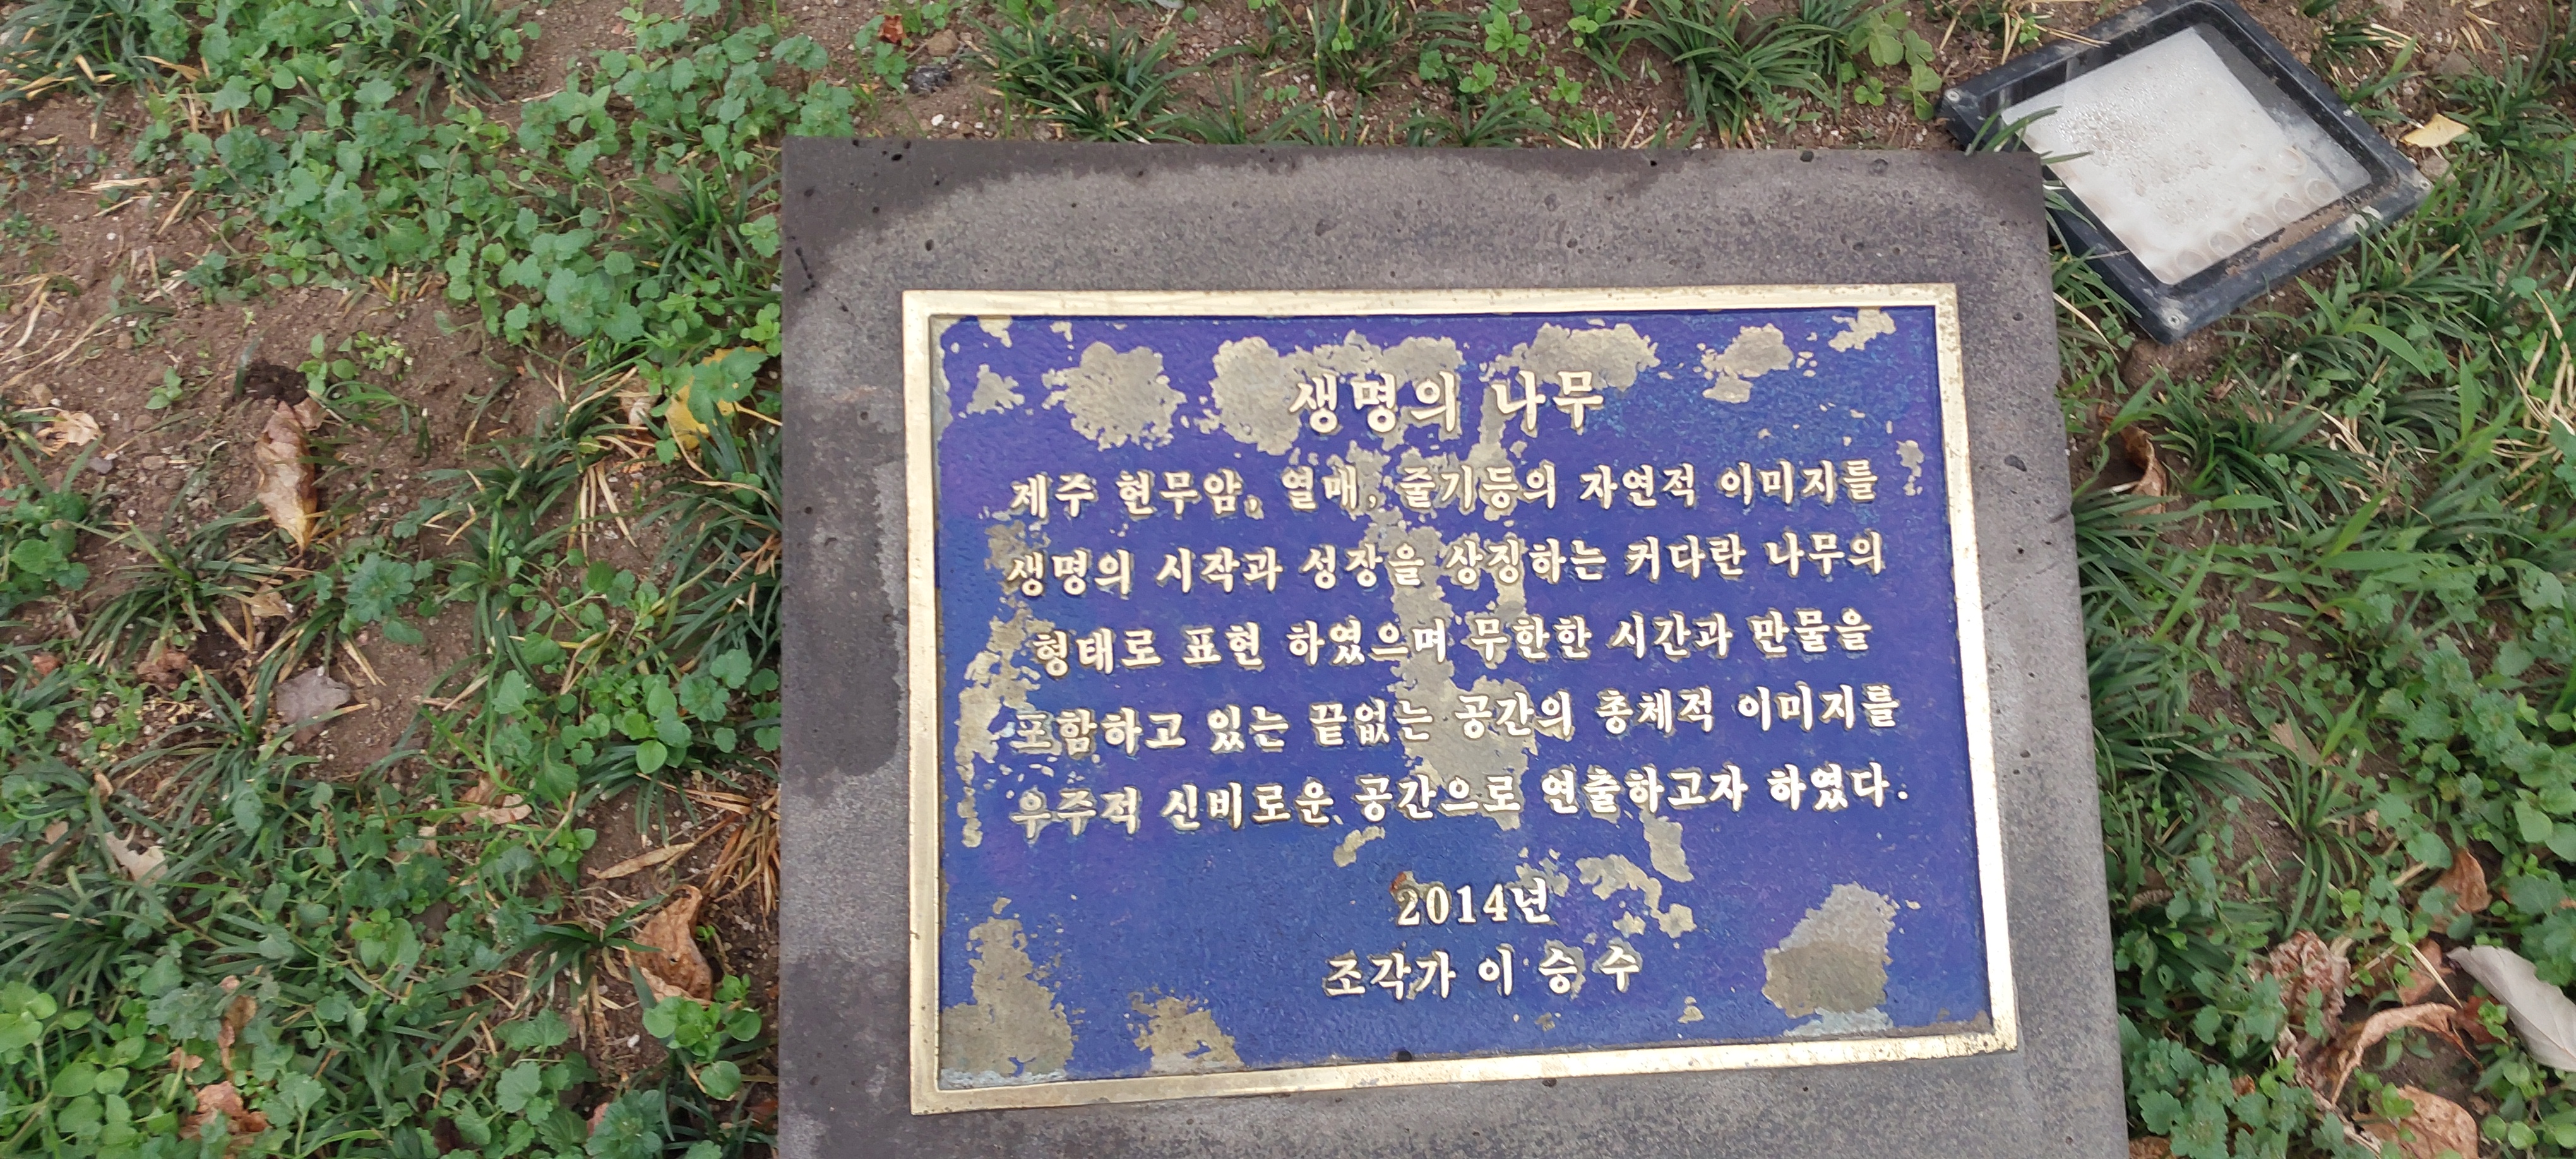 생명의 나무
제주 현무암, 열매, 줄기등의 자연적 이미지를
생명의 시작과 성장을 상징하는 커다란 나무의
형태로 표현 하였으며 무한한 시간과 만물을
포함하고 있는 끝없는 공간의 총체적 이미지를
우주적 신비로운 공간으로 연출하고자 하였다.
2014년
조각가 이 승 수